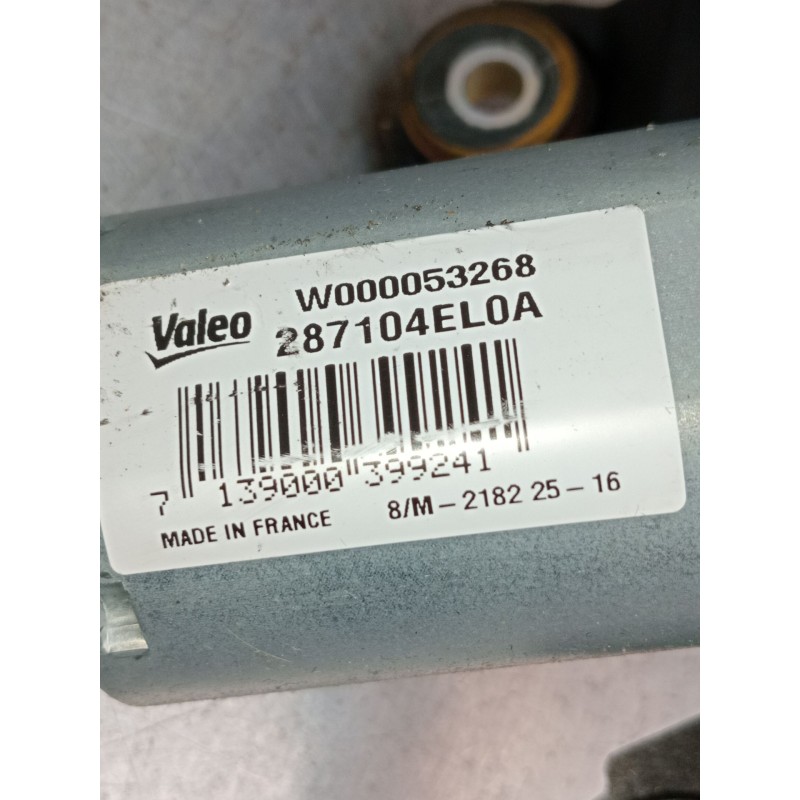 W000053268
Valeo
287104EL0A
7 139000 399241
MADE IN FRANCE 8/M-2182 25-16